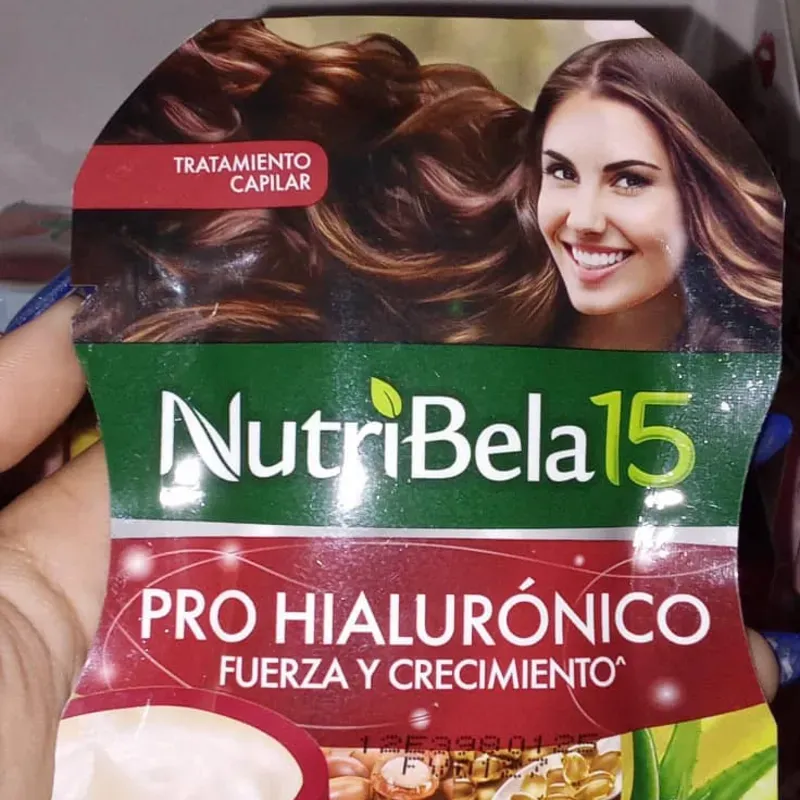 TRATAMIENTO
CAPILAR
NutriBela15
PRO HIALURÓNICO
FUERZA Y CRECIMIENTO^